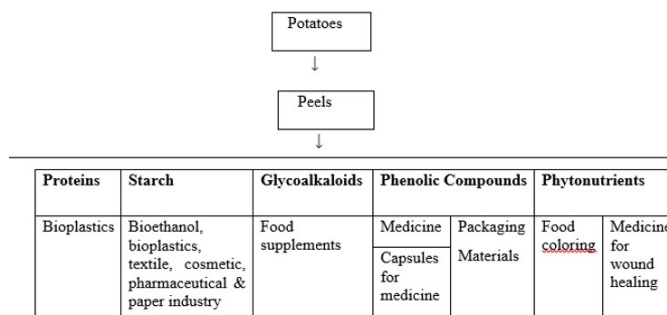 Potatoes
↓
Peels
↓
Proteins Starch Glycoalkaloids Phenolic Compounds Phytonutrients
Bioplastics
Bioethanol,
bioplastics,
textile, cosmetic,
pharmaceutical &
paper industry
Food
supplements
Medicine
Capsules
for
medicine
Packaging
Materials
Food
coloring
Medicine
for
wound
healing